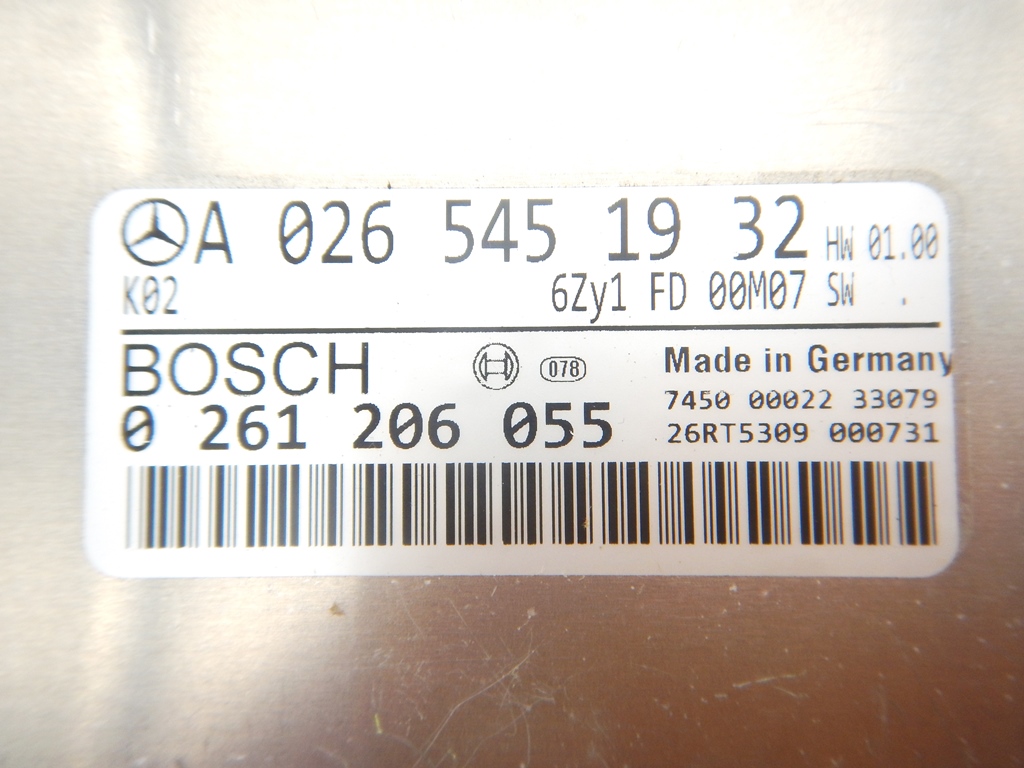 A 026 545 19 32 HW 01.00
K02 6Zy1 FD 00M07 SW .
BOSCH 078 Made in Germany
7450 00022 33079
0 261 206 055 26RT5309 000731